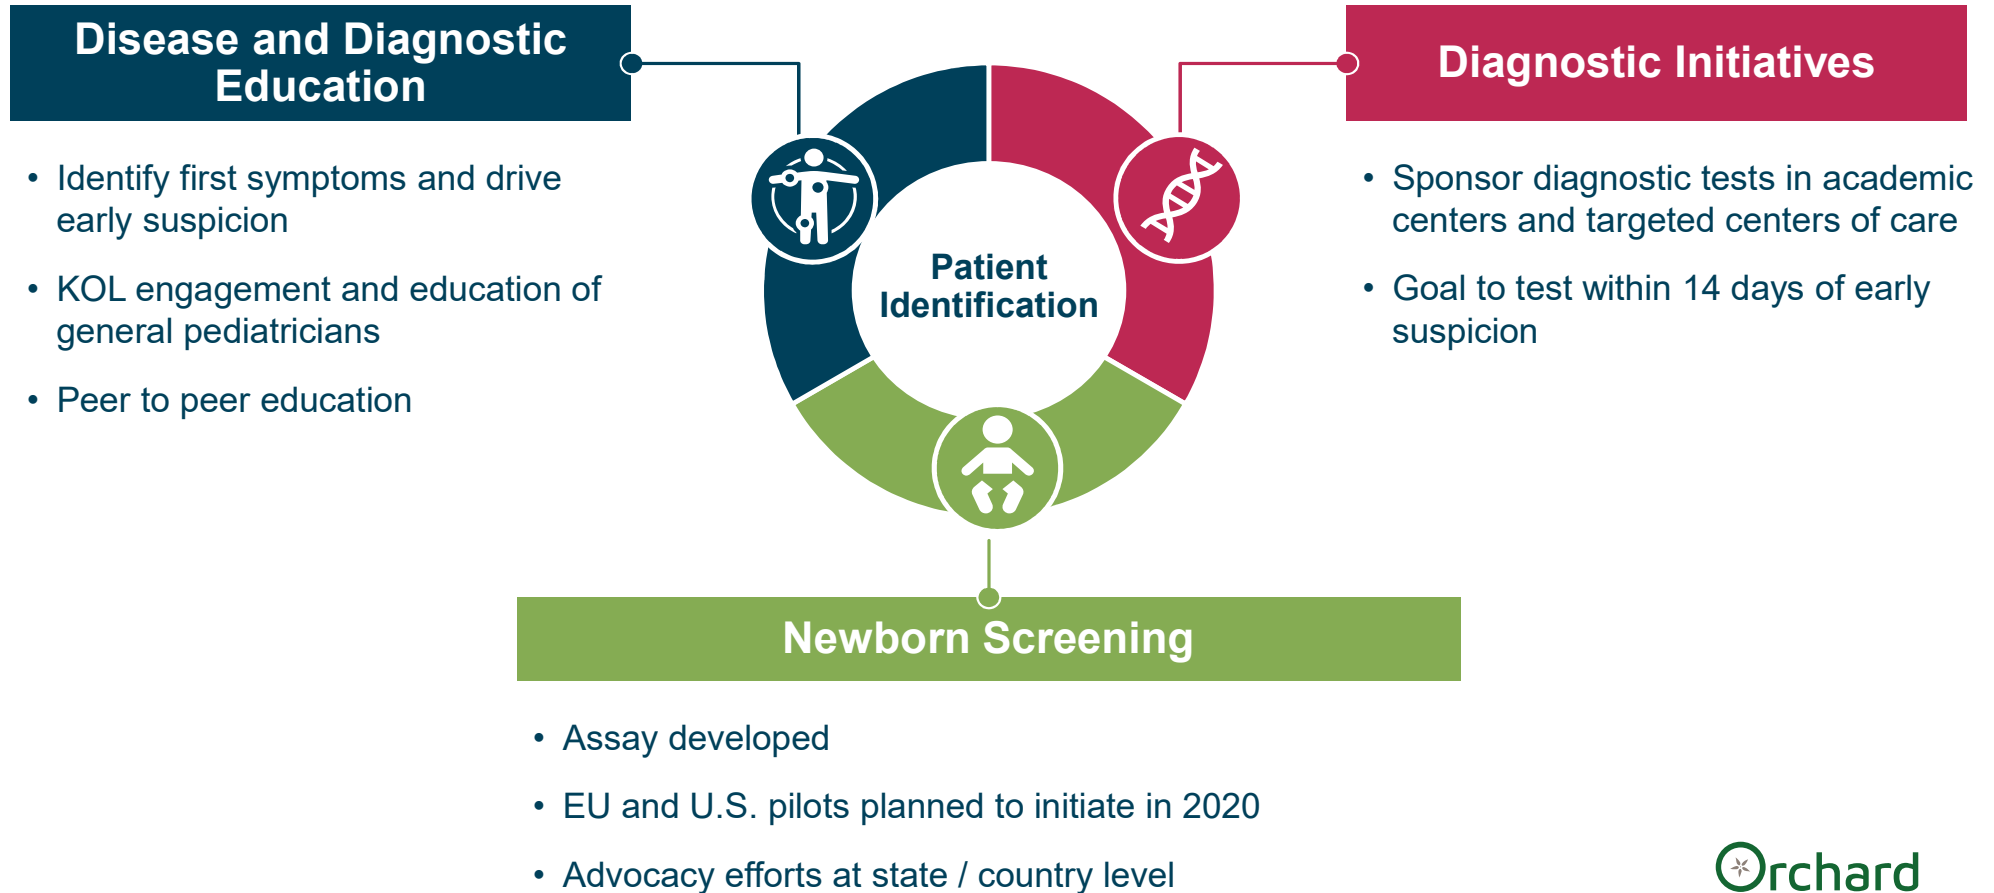 Disease and Diagnostic
Education
• Identify first symptoms and drive
early suspicion
• KOL engagement and education of
general pediatricians
• Peer to peer education
Patient
Identification
Diagnostic Initiatives
• Sponsor diagnostic tests in academic
centers and targeted centers of care
• Goal to test within 14 days of early
suspicion
Newborn Screening
• Assay developed
• EU and U.S. pilots planned to initiate in 2020
• Advocacy efforts at state / country level
Orchard